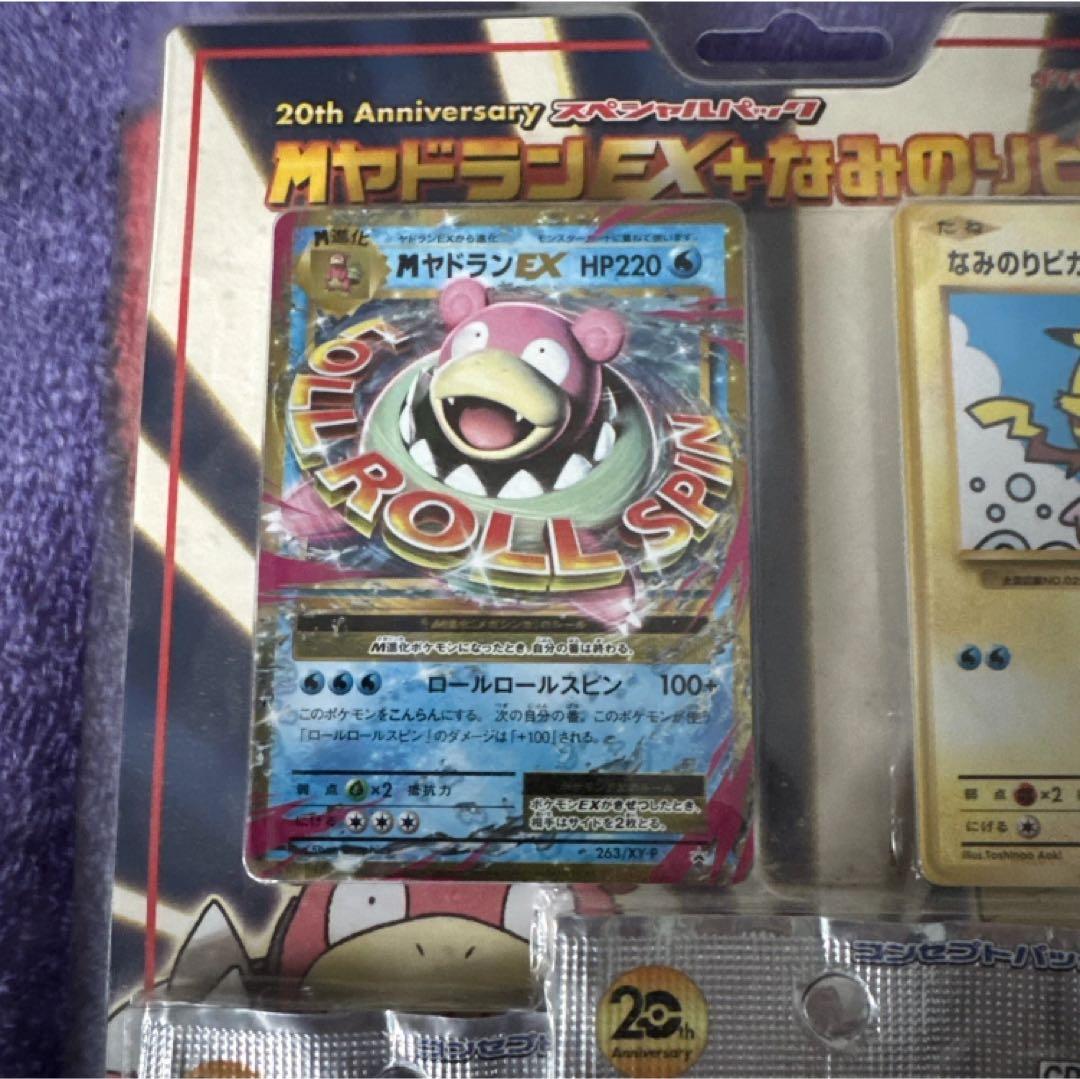 20th Anniversary スペシャルパック
MヤドランEX+なみのりピ
M進化
ヤドランEXから進化
モンスターカードに重ねて使います。
MヤドランEX HP220
ROLL ROLL SPIN
M進化ポケモンになったとき、自分の番は終わる。
ロールロールスピン 100+
このポケモンをこんらんにする。次の自分の番、このポケモンが使う
「ロールロールスピン」のダメージは「+100」される。
弱点 ×2 抵抗力
にげる
ポケモンEXがきぜつしたとき、
相手はサイドを2枚とる。
263/XY-P
たね
なみのりピカ
弱点 ×2
にげる
illus.Toshinao Aoki
コンセプトパッ
20th
Anniversary
コンセプト